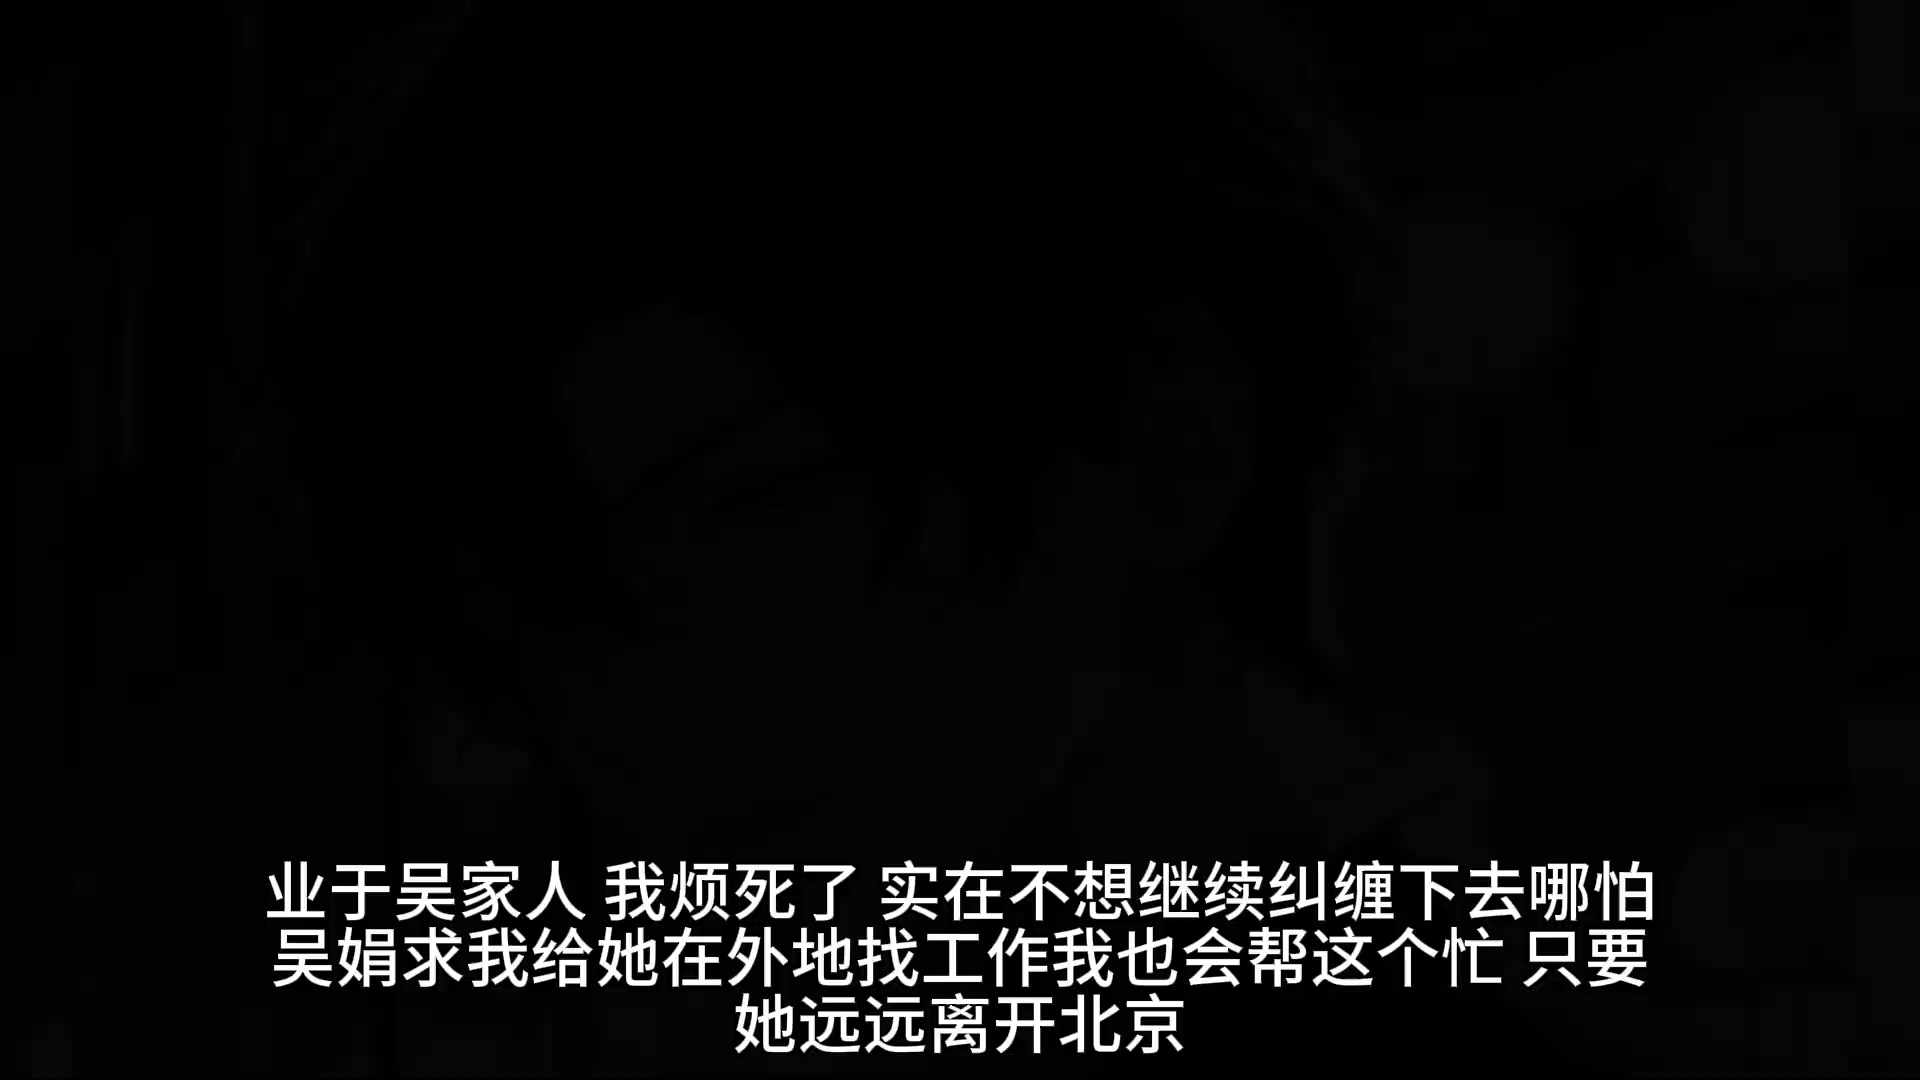 业于吴家人 我烦死了 实在不想继续纠缠下去哪怕
吴娟求我给她在外地找工作我也会帮这个忙 只要
她远远离开北京